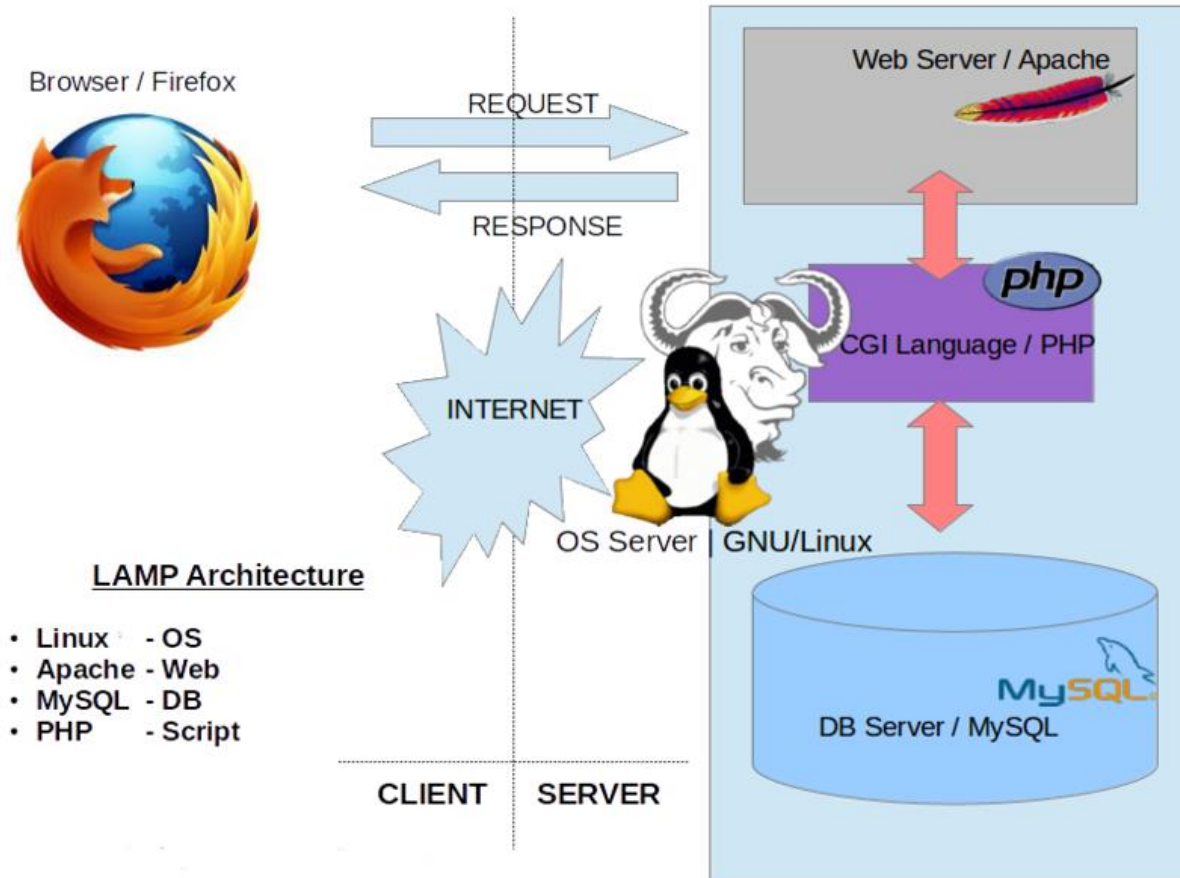 Browser / Firefox
REQUEST
RESPONSE
INTERNET
Web Server / Apache
php
CGI Language / PHP
OS Server | GNU/Linux
MySQL
DB Server / MySQL
LAMP Architecture
• Linux - OS
• Apache - Web
• MySQL - DB
• PHP - Script
CLIENT
SERVER